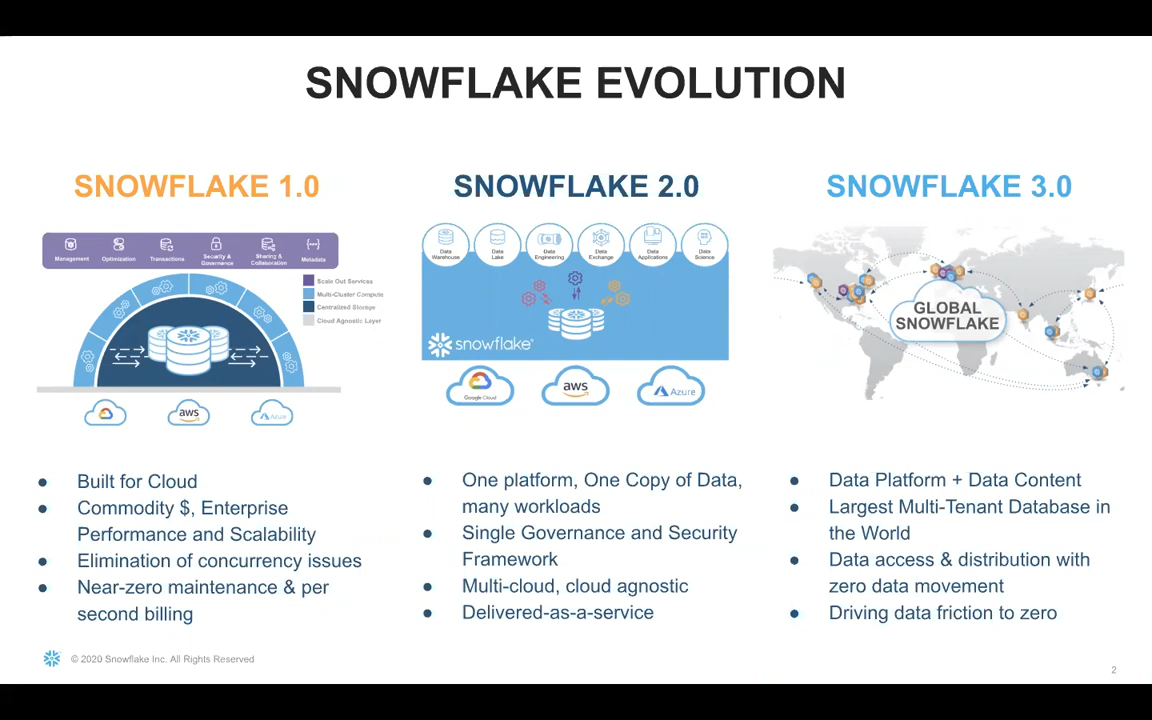 SNOWFLAKE EVOLUTION
SNOWFLAKE 1.0
Management
Optimization
Transactions
Security &
Governance
Sharing &
Collaboration
Metadata
Scale Out Services
Multi-Cluster Compute
Centralized Storage
Cloud Agnostic Layer
aws
Azure
Built for Cloud
Commodity $, Enterprise
Performance and Scalability
Elimination of concurrency issues
Near-zero maintenance & per
second billing
SNOWFLAKE 2.0
Data
Warehouse
Data
Lake
Data
Engineering
Data
Exchange
Data
Applications
Data
Science
snowflake®
Google Cloud
aws
Azure
One platform, One Copy of Data,
many workloads
Single Governance and Security
Framework
Multi-cloud, cloud agnostic
Delivered-as-a-service
SNOWFLAKE 3.0
GLOBAL
SNOWFLAKE
Data Platform + Data Content
Largest Multi-Tenant Database in
the World
Data access & distribution with
zero data movement
Driving data friction to zero
© 2020 Snowflake Inc. All Rights Reserved
2